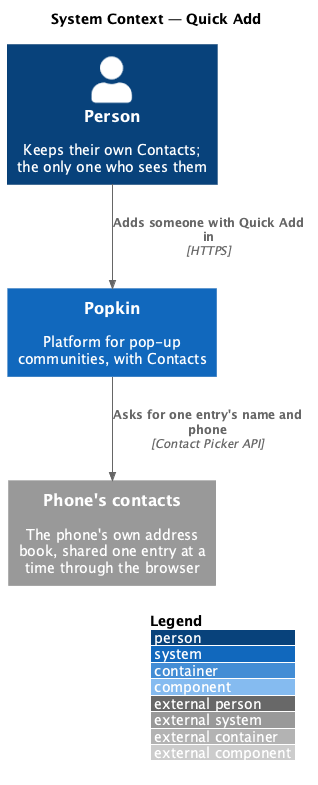 System Context — Quick Add
Person
Keeps their own Contacts;
the only one who sees them
Adds someone with Quick Add
in
[HTTPS]
Popkin
Platform for pop-up
communities, with Contacts
Asks for one entry's name and
phone
[Contact Picker API]
Phone's contacts
The phone's own address
book, shared one entry at a
time through the browser
Legend
person
system
container
component
external person
external system
external container
external component